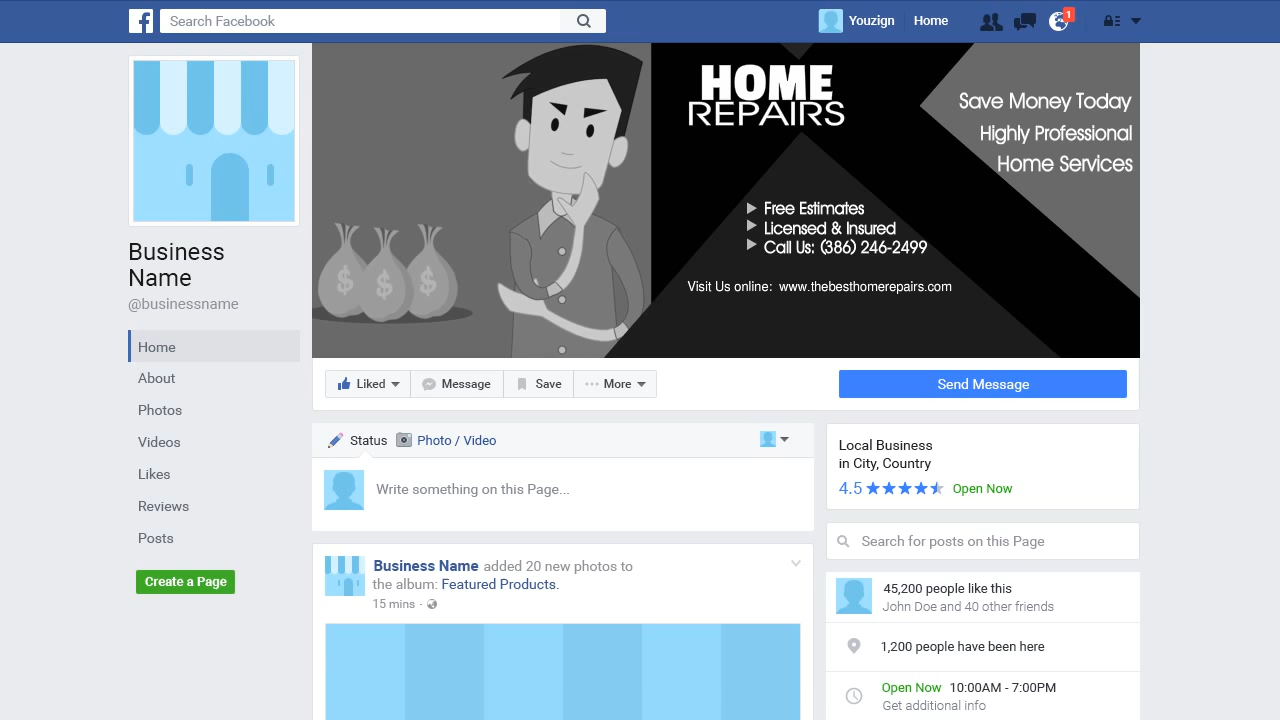 f
Search Facebook
Youzign
Home
1
HOME
REPAIRS
Save Money Today
Highly Professional
Home Services
$ $ $
Free Estimates
Licensed & Insured
Call Us: (386) 246-2499
Visit Us online: www.thebesthomerepairs.com
Business
Name
@businessname
Home
About
Photos
Videos
Likes
Reviews
Posts
Create a Page
Liked
Message
Save
More
Send Message
Status
Photo / Video
Write something on this Page...
Business Name added 20 new photos to
the album: Featured Products.
15 mins ·
Local Business
in City, Country
4.5
Open Now
Search for posts on this Page
45,200 people like this
John Doe and 40 other friends
1,200 people have been here
Open Now 10:00AM - 7:00PM
Get additional info